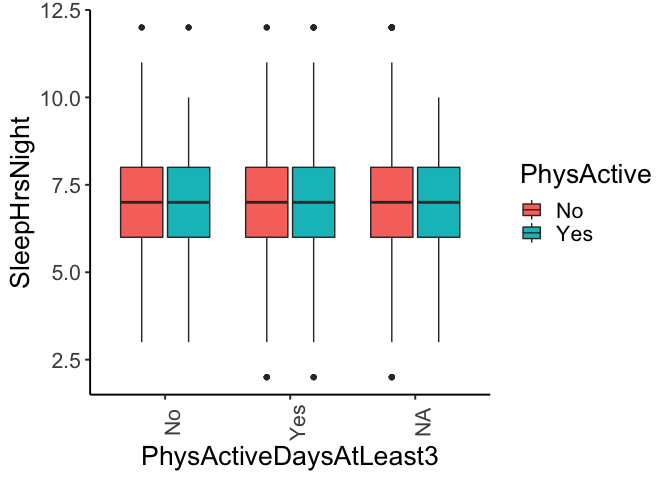 12.5
10.0
7.5
5.0
2.5
SleepHrsNight
No
Yes
NA
PhysActiveDaysAtLeast3
PhysActive
No
Yes